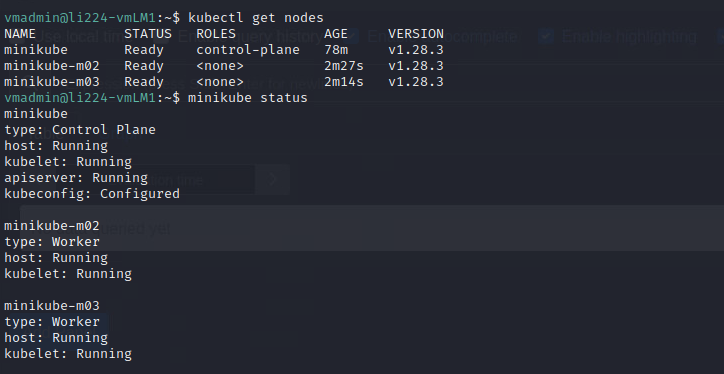 vmadmin@li224-vmLM1:~$ kubectl get nodes
NAME           STATUS   ROLES           AGE     VERSION
minikube       Ready    control-plane   78m     v1.28.3
minikube-m02   Ready    <none>          2m27s   v1.28.3
minikube-m03   Ready    <none>          2m14s   v1.28.3
vmadmin@li224-vmLM1:~$ minikube status
minikube
type: Control Plane
host: Running
kubelet: Running
apiserver: Running
kubeconfig: Configured

minikube-m02
type: Worker
host: Running
kubelet: Running

minikube-m03
type: Worker
host: Running
kubelet: Running